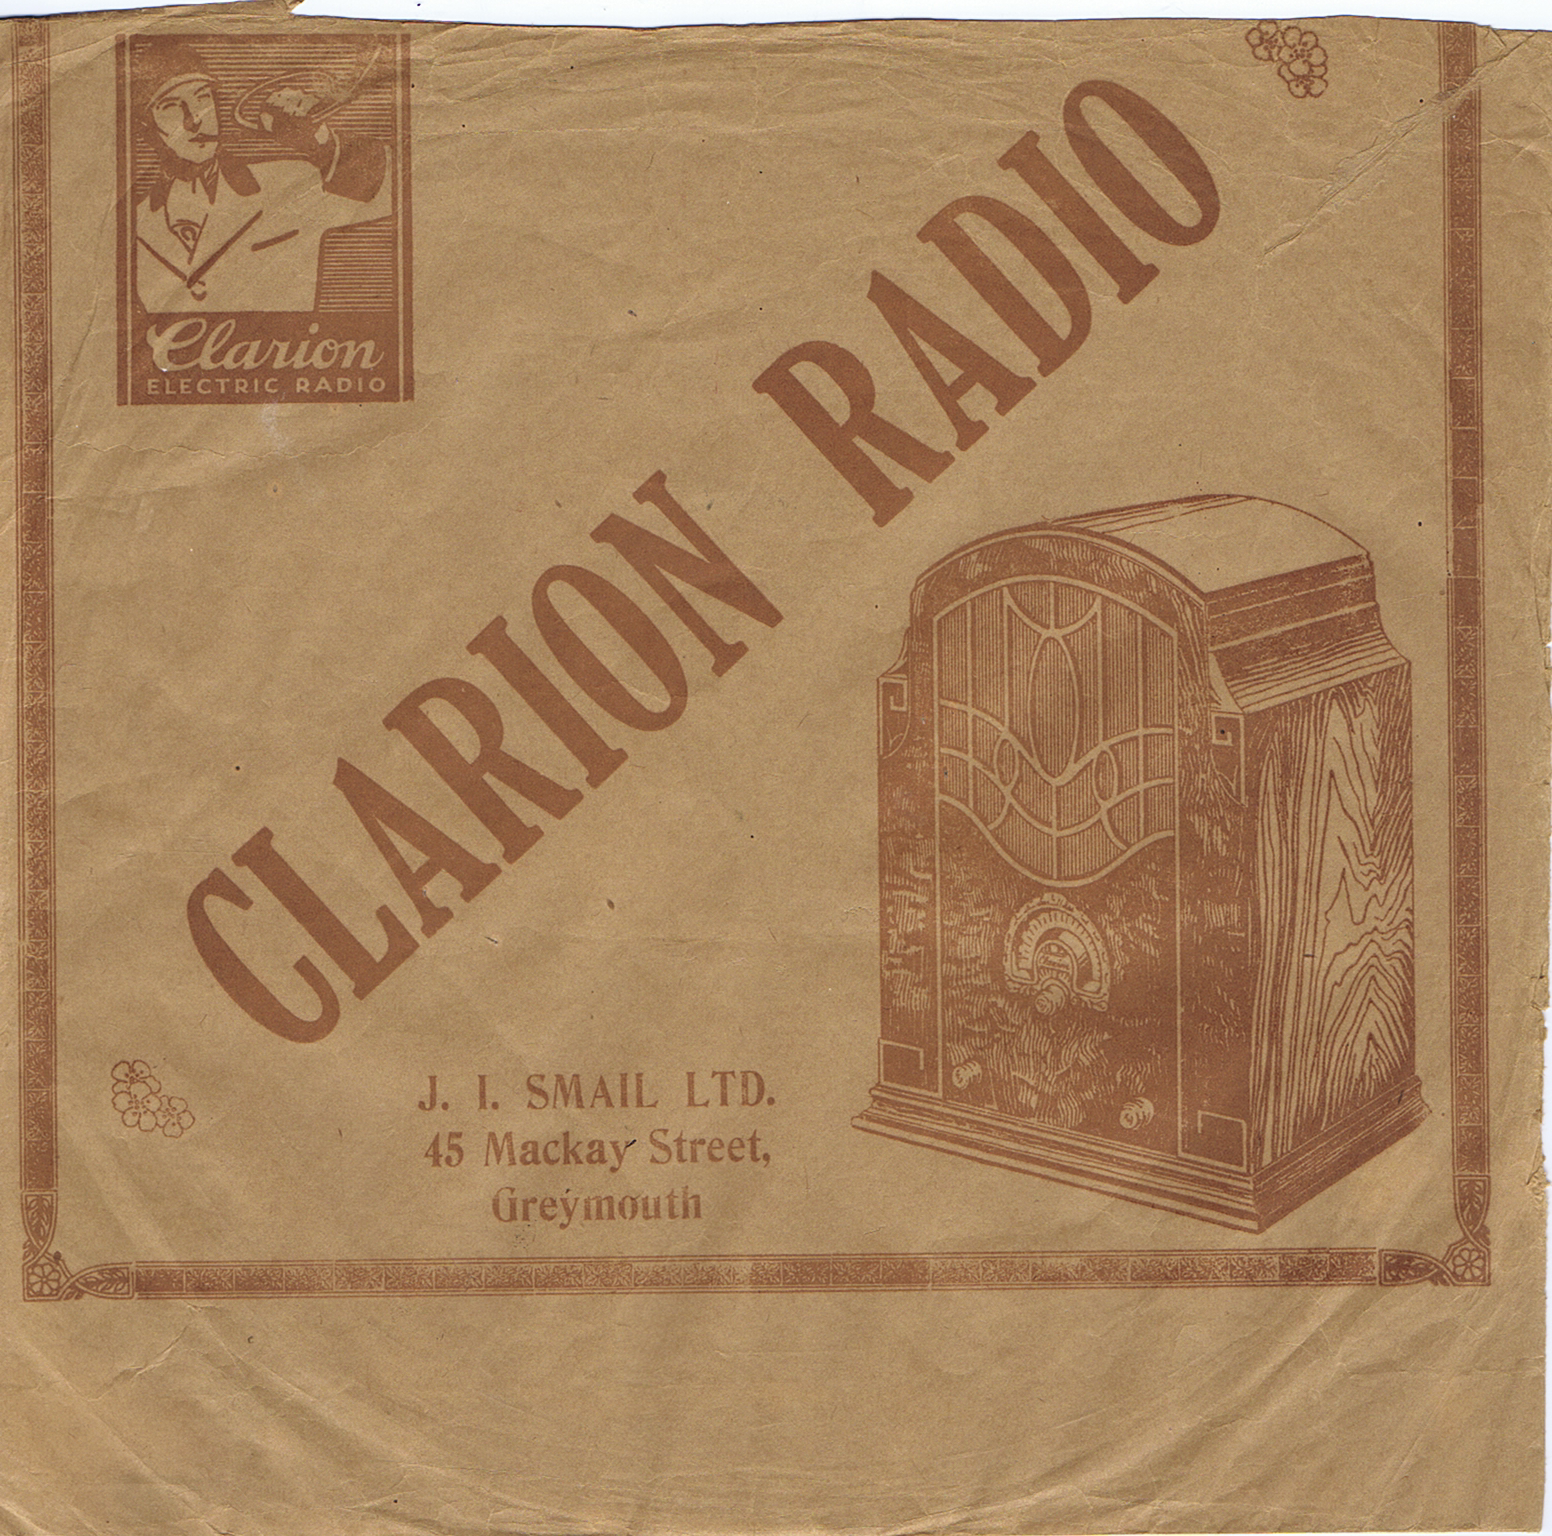 Clarion
ELECTRIC RADIO
CLARION RADIO
J. I. SMAIL LTD.
45 Mackay Street,
Greymouth